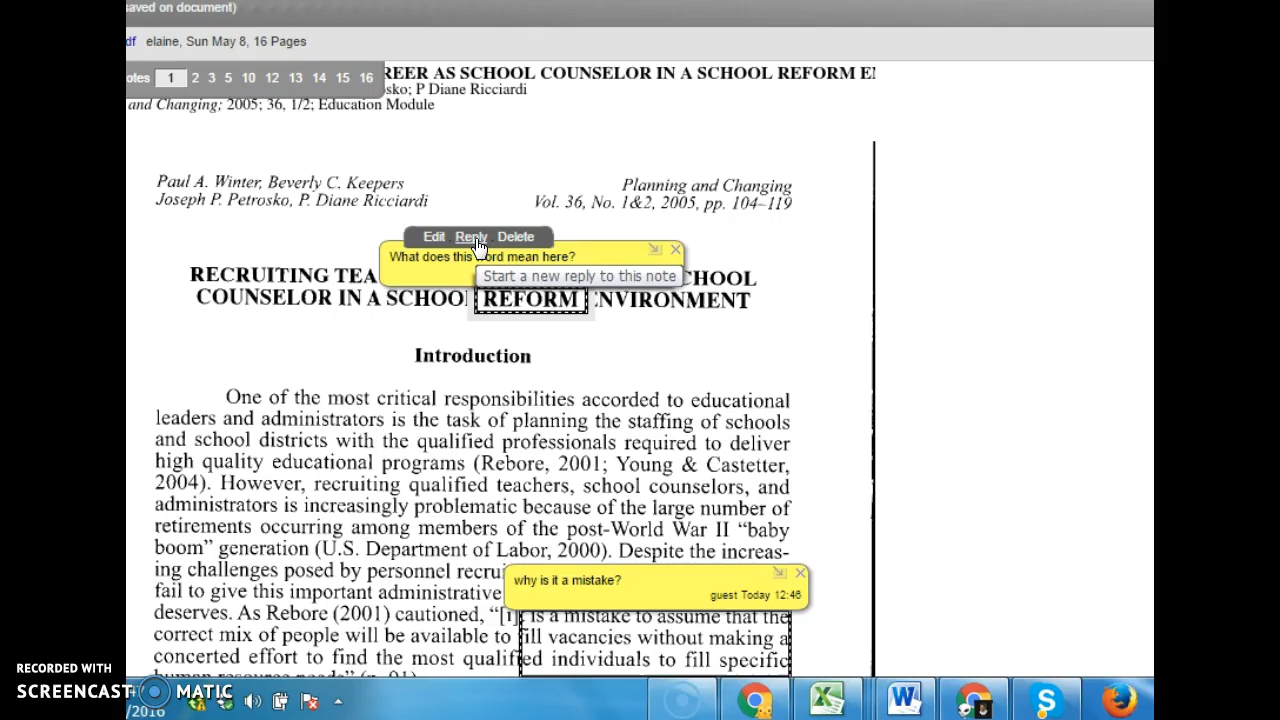 saved on document)
df elaine, Sun May 8, 16 Pages
otes 1 2 3 5 10 12 13 14 15 16
REER AS SCHOOL COUNSELOR IN A SCHOOL REFORM EN
sko; P Diane Ricciardi
and Changing; 2005; 36, 1/2; Education Module
Paul A. Winter, Beverly C. Keepers
Joseph P. Petrosko, P. Diane Ricciardi
Planning and Changing
Vol. 36, No. 1&2, 2005, pp. 104–119
Edit Reply Delete
What does this word mean here?
Start a new reply to this note
RECRUITING TEA CHOOL
COUNSELOR IN A SCHOOL REFORM ENVIRONMENT
Introduction
One of the most critical responsibilities accorded to educational
leaders and administrators is the task of planning the staffing of schools
and school districts with the qualified professionals required to deliver
high quality educational programs (Rebore, 2001; Young & Castetter,
2004). However, recruiting qualified teachers, school counselors, and
administrators is increasingly problematic because of the large number of
retirements occurring among members of the post-World War II “baby
boom” generation (U.S. Department of Labor, 2000). Despite the increas-
ing challenges posed by personnel recrui
fail to give this important administrative
why is it a mistake?
guest Today 12:46
deserves. As Rebore (2001) cautioned, “[i]t is a mistake to assume that the
correct mix of people will be available to fill vacancies without making a
concerted effort to find the most qualified individuals to fill specific
human resource needs” (p. 91).
RECORDED WITH
SCREENCAST MATIC
/2016